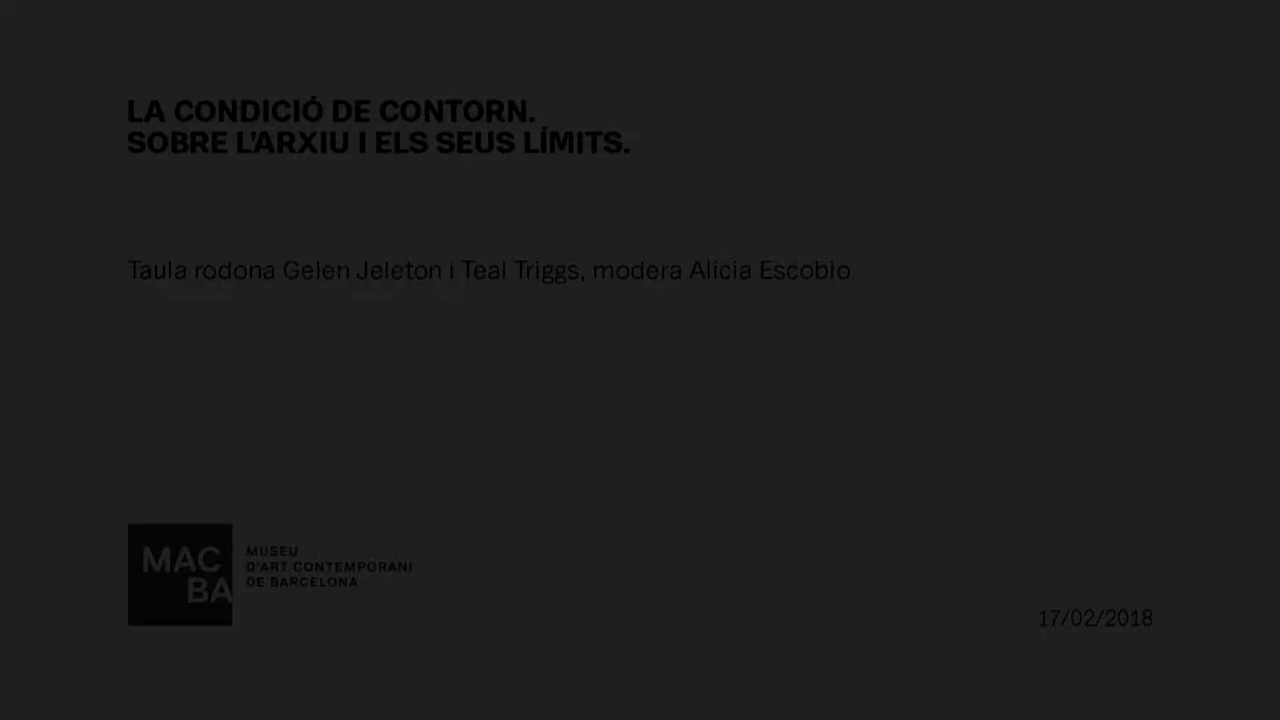 LA CONDICIÓ DE CONTORN.
SOBRE L'ARXIU I ELS SEUS LÍMITS.
Taula rodona Gelen Jeleton i Teal Triggs, modera Alicia Escobio.
MAC
BA
MUSEU
D'ART CONTEMPORANI
DE BARCELONA
17/02/2018